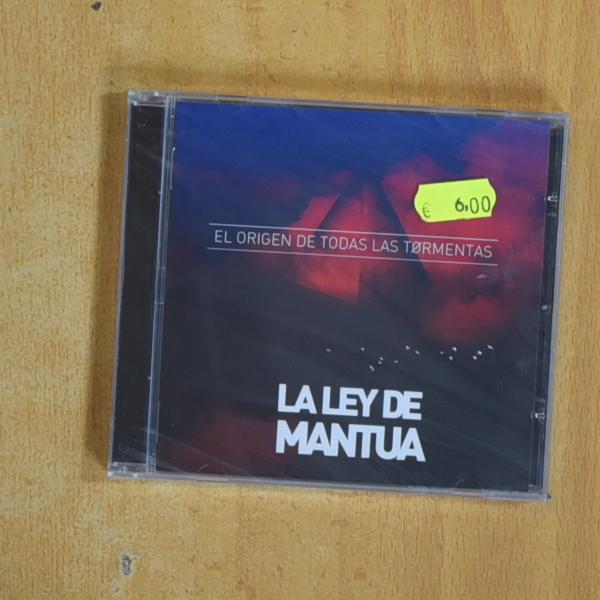 € 6,00
EL ORIGEN DE TODAS LAS TØRMENTAS
LA LEY DE
MANTUA